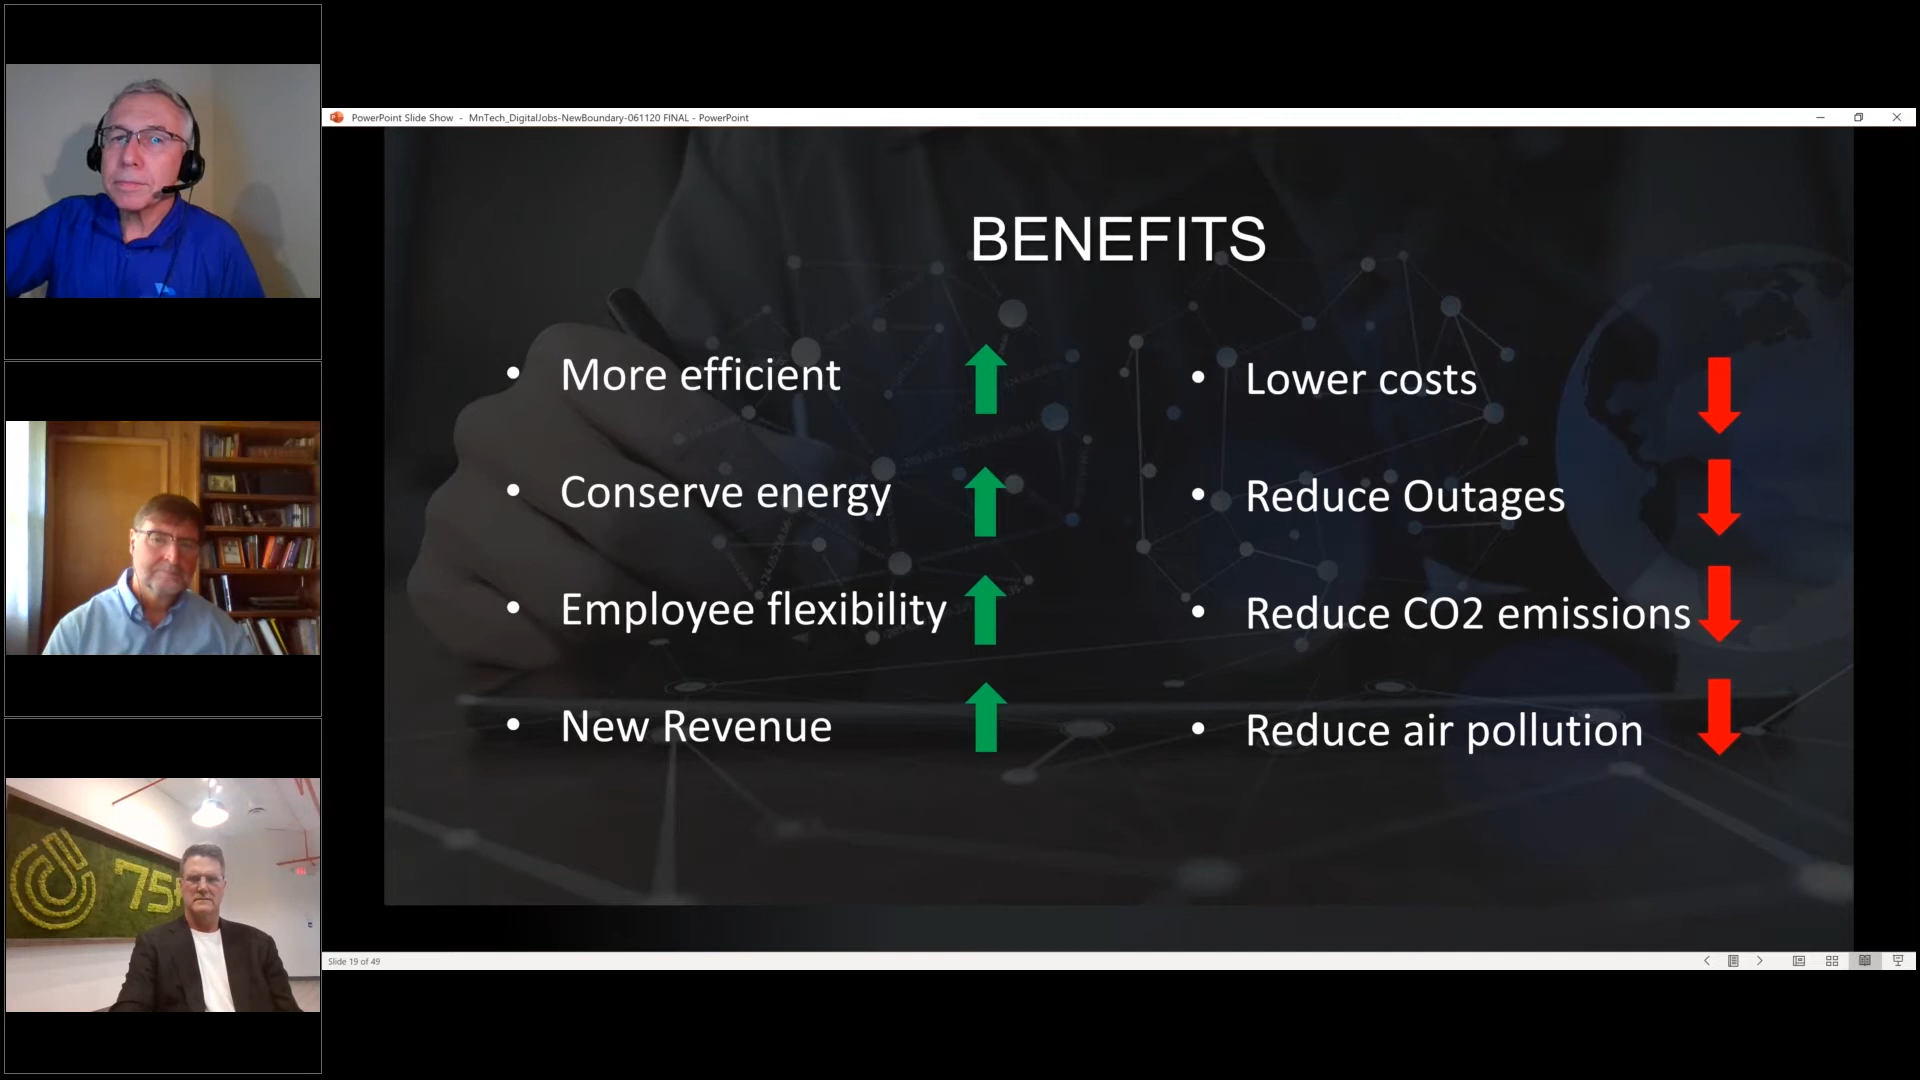 PowerPoint Slide Show - MnTech_DigitalJobs-NewBoundary-061120 FINAL - PowerPoint
BENEFITS
• More efficient
• Conserve energy
• Employee flexibility
• New Revenue
• Lower costs
• Reduce Outages
• Reduce CO2 emissions
• Reduce air pollution
Slide 19 of 49